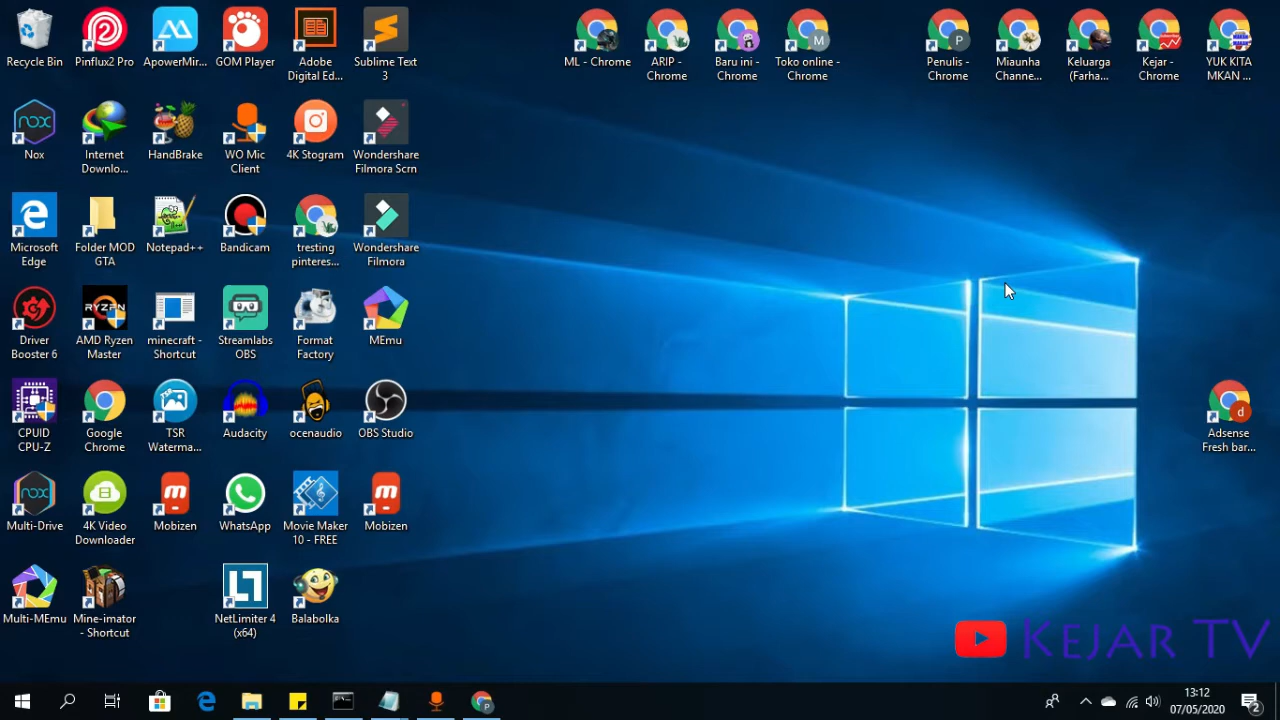 Recycle Bin
Pinflux2 Pro
ApowerMir...
GOM Player
Adobe
Digital Ed...
Sublime Text
3
ML - Chrome
ARIP -
Chrome
Baru ini -
Chrome
Toko online -
Chrome
Penulis -
Chrome
Miaunha
Channe...
Keluarga
(Farha...
Kejar -
Chrome
YUK KITA
MKAN ...
Nox
Internet
Downlo...
HandBrake
WO Mic
Client
4K Stogram
Wondershare
Filmora Scrn
Microsoft
Edge
Folder MOD
GTA
Notepad++
Bandicam
tresting
pinteres...
Wondershare
Filmora
Driver
Booster 6
RYZEN
AMD Ryzen
Master
minecraft -
Shortcut
Streamlabs
OBS
Format
Factory
MEmu
CPUID
CPU-Z
Google
Chrome
TSR
Waterma...
Audacity
ocenaudio
OBS Studio
d
Adsense
Fresh bar...
nox
Multi-Drive
4K Video
Downloader
m
Mobizen
WhatsApp
Movie Maker
10 - FREE
m
Mobizen
Multi-MEmu
Mine-imator
- Shortcut
NetLimiter 4
(x64)
Balabolka
KEJAR TV
13:12
07/05/2020
2